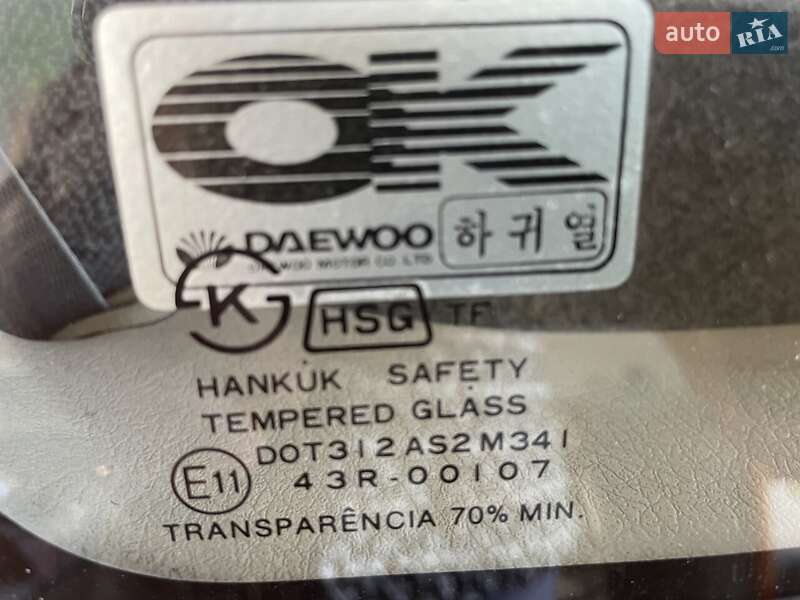 auto RIA.com
OK
DAEWOO
DAEWOO MOTOR CO. LTD
하귀열
K HSG TF
HANKUK SAFETY
TEMPERED GLASS
DOT312AS2M341
E11 43R-00107
TRANSPARÊNCIA 70% MIN.